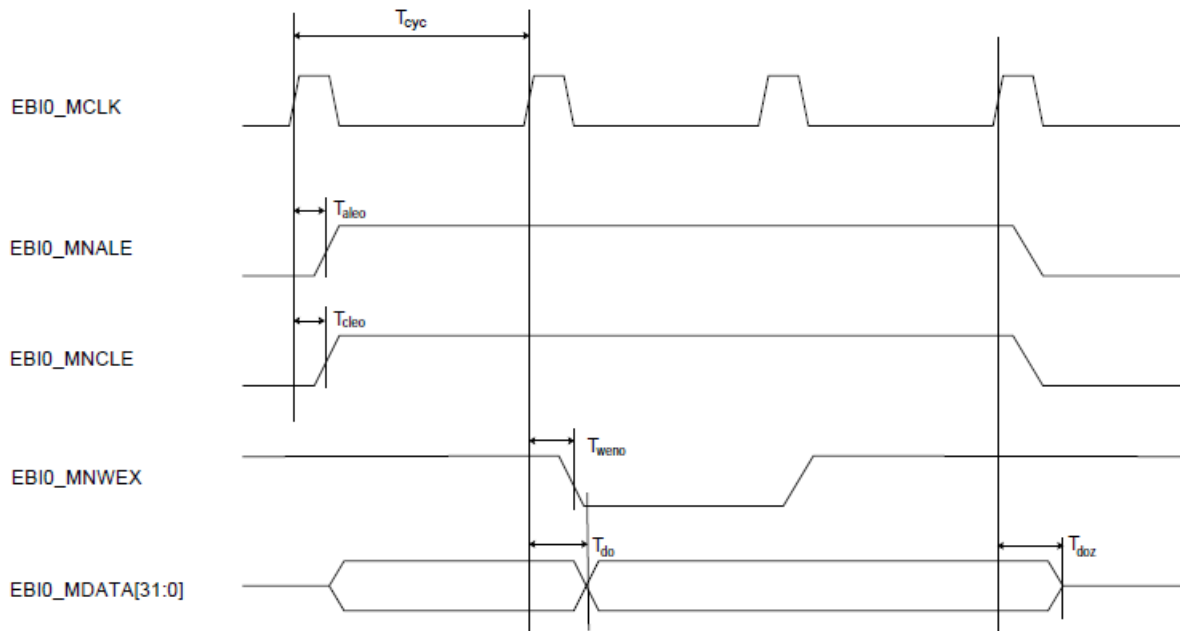 Tcyc
EBI0_MCLK
Taleo
EBI0_MNALE
Tcleo
EBI0_MNCLE
Tweno
EBI0_MNWEX
Tdo
Tdoz
EBI0_MDATA[31:0]